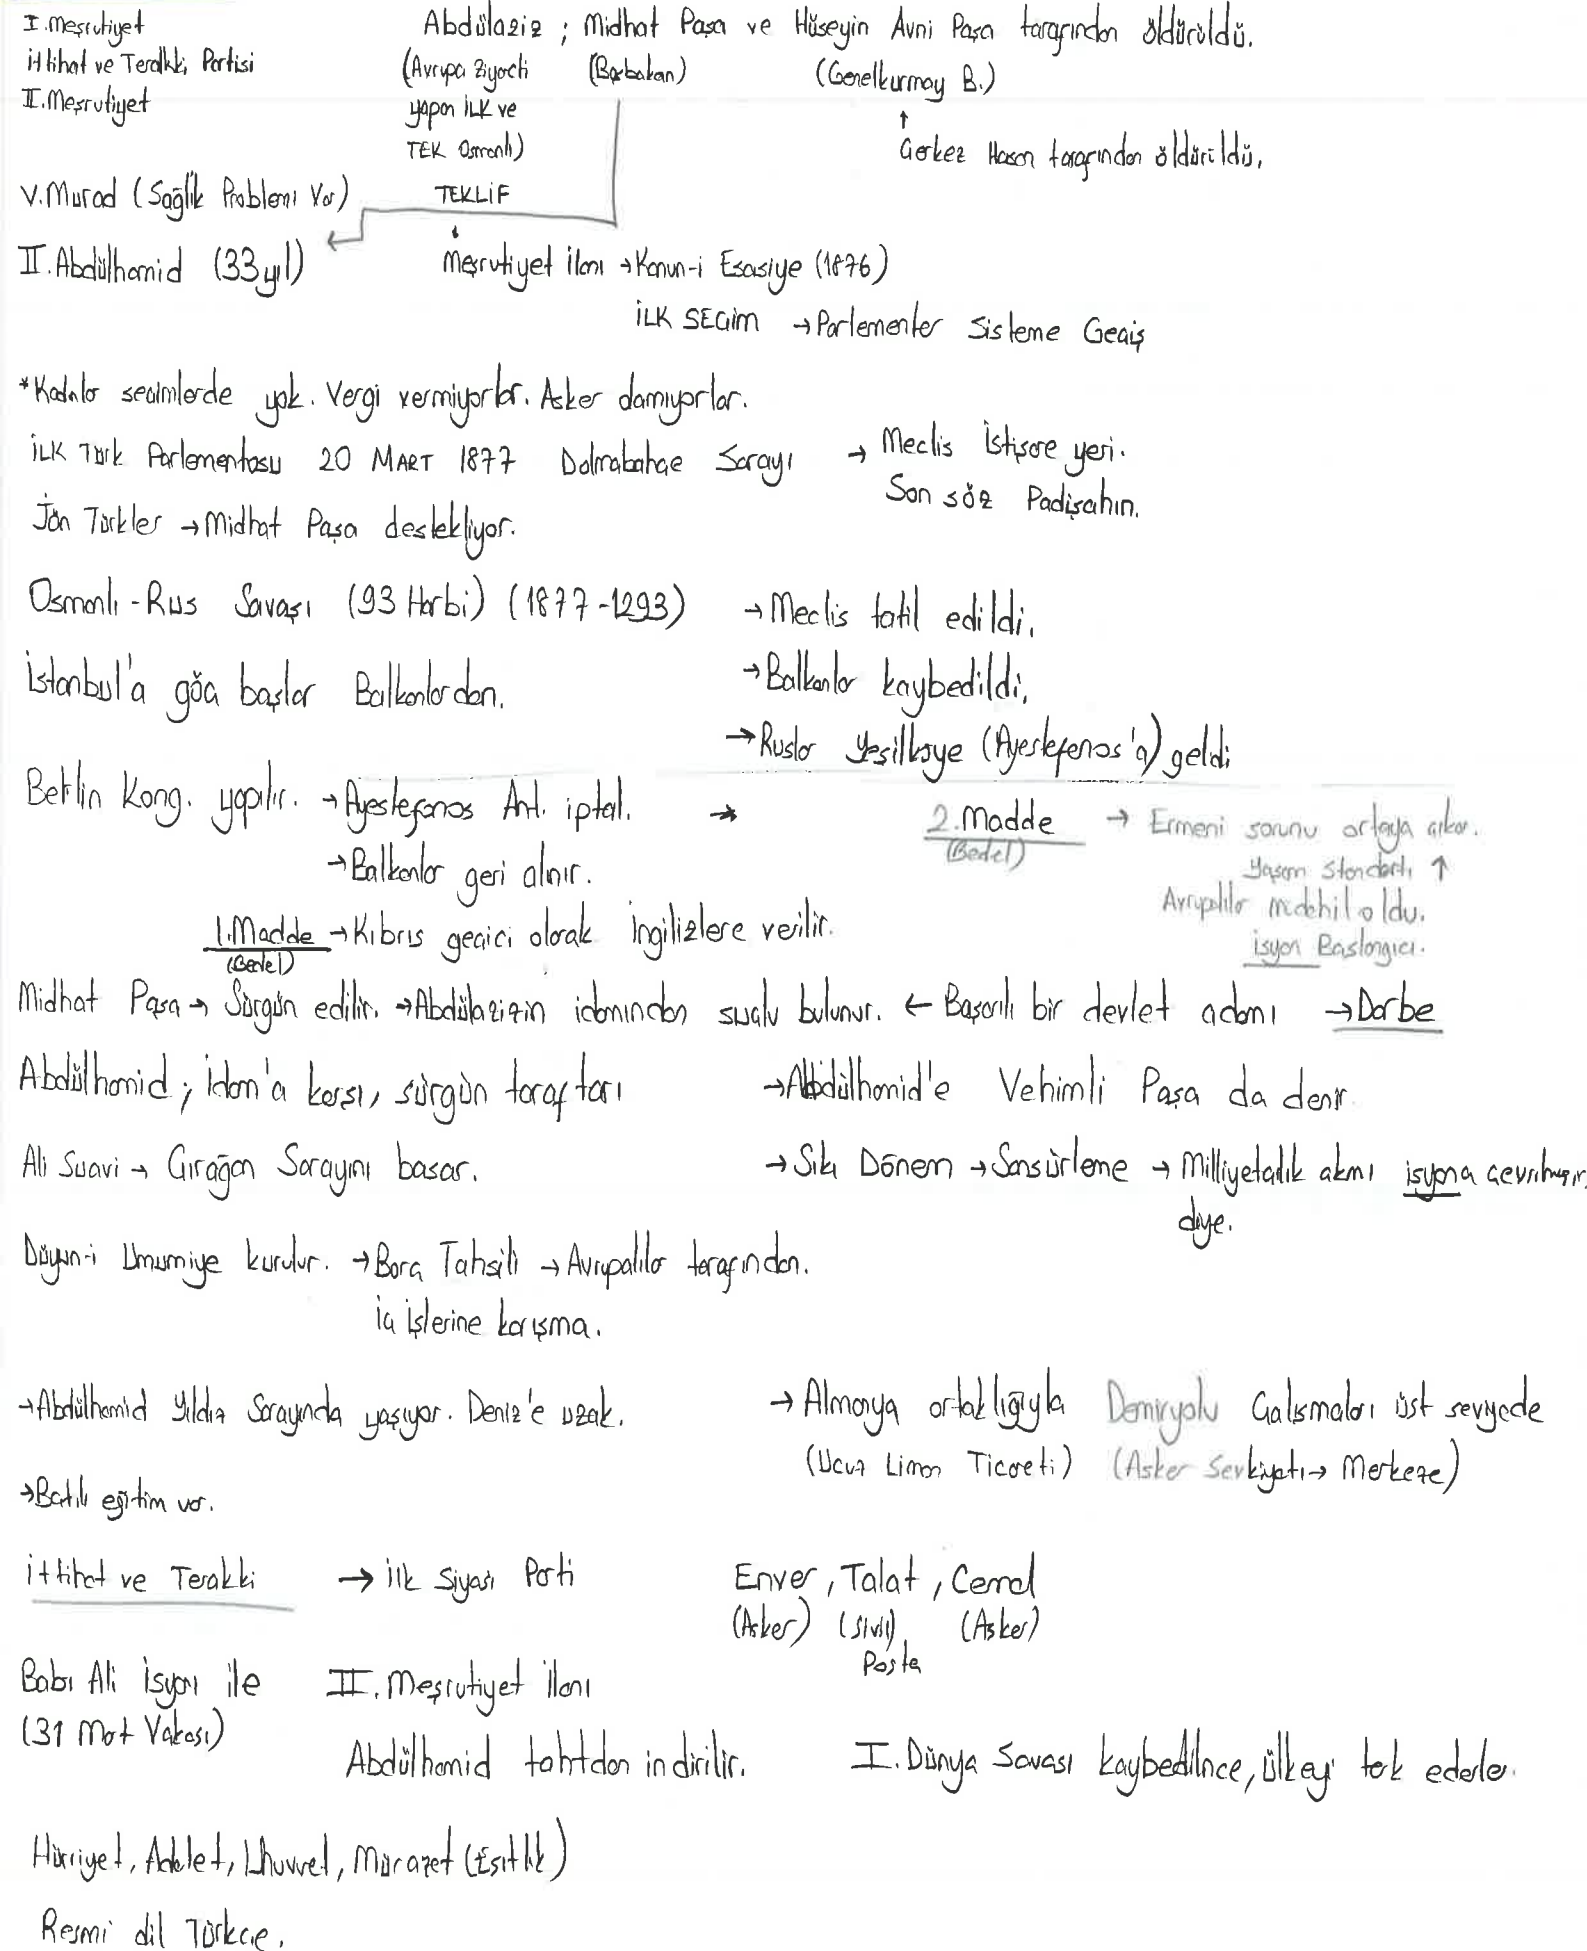 I. Meşrutiyet
İttihat ve Teralkki Partisi
II. Meşrutiyet
Abdülaziz ; Midhat Paşa ve Hüseyin Avni Paşa tarafından öldürüldü.
(Avrupa Ziyareti yapan İLK ve TEK Osmanlı)
(Başbakan)
(Genelkurmay B.)
↑
Çerkez Hasan tarafından öldürüldü.
V. Murad (Sağlık Problemi Var)
TEKLİF
II. Abdülhamid (33 yıl)
Meşrutiyet İlanı → Kanun-i Esasiye (1876)
İLK SEÇİM → Parlementer Sisteme Geçiş
*Kadınlar seçimlerde yok. Vergi vermiyorlar. Asker olamıyorlar.
İLK Türk Parlementosu 20 MART 1877 Dolmabahçe Sarayı → Meclis İstişare yeri.
Son söz Padişahın.
Jön Türkler → Midhat Paşa destekliyor.
Osmanlı - Rus Savaşı (93 Harbi) (1877-1293) → Meclis tatil edildi.
İstanbul'a göç başlar Balkanlardan. → Balkanlar kaybedildi.
→ Ruslar Yeşilköye (Ayestefenos'a) geldi
Berlin Kong. yapılır. → Ayestefanos Ant. iptal. →
→ Balkanlar geri alınır.
1. Madde → Kıbrıs geçici olarak İngilizlere verilir.
(Bedel)
2. Madde → Ermeni sorunu ortaya çıkar.
(Bedel)
Yaşam Standartı ↑
Avrupalılar müdehil oldu.
İsyan Başlangıcı.
Midhat Paşa → Sürgün edilir. → Abdülazizin idamından suçlu bulunur. ← Başarılı bir devlet adamı → Darbe
Abdülhamid ; İdam'a karşı, sürgün taraftarı → Abdülhamid'e Vehimli Paşa da denir.
Ali Suavi → Çırağan Sarayını basar. → Sıkı Dönem → Sansürleme → Milliyetçilik akımı isyana çevrilmesin diye.
Düyun-i Umumiye kurulur. → Borç Tahsili → Avrupalılar tarafından.
İç İşlerine karışma.
→ Abdülhamid Yıldız Sarayında yaşıyor. Deniz'e uzak.
→ Almanya ortaklığıyla Demiryolu Çalışmaları üst seviyede
(Ucuz Liman Ticareti) (Asker Sevkiyatı → Merkeze)
→ Batılı eğitim var.
İttihat ve Terakki → İlk Siyasi Parti
Enver, Talat, Cemal
(Asker) (Sivil) (Asker)
Posta
Babı Ali İsyanı ile II. Meşrutiyet İlanı
(31 Mart Vakası)
Abdülhamid tahtdan indirilir.
I. Dünya Savaşı kaybedilince, ülkeyi terk ederler.
Hürriyet, Adalet, Uhuvvet, Müsazet (Eşitlik)
Resmi dil Türkçe.